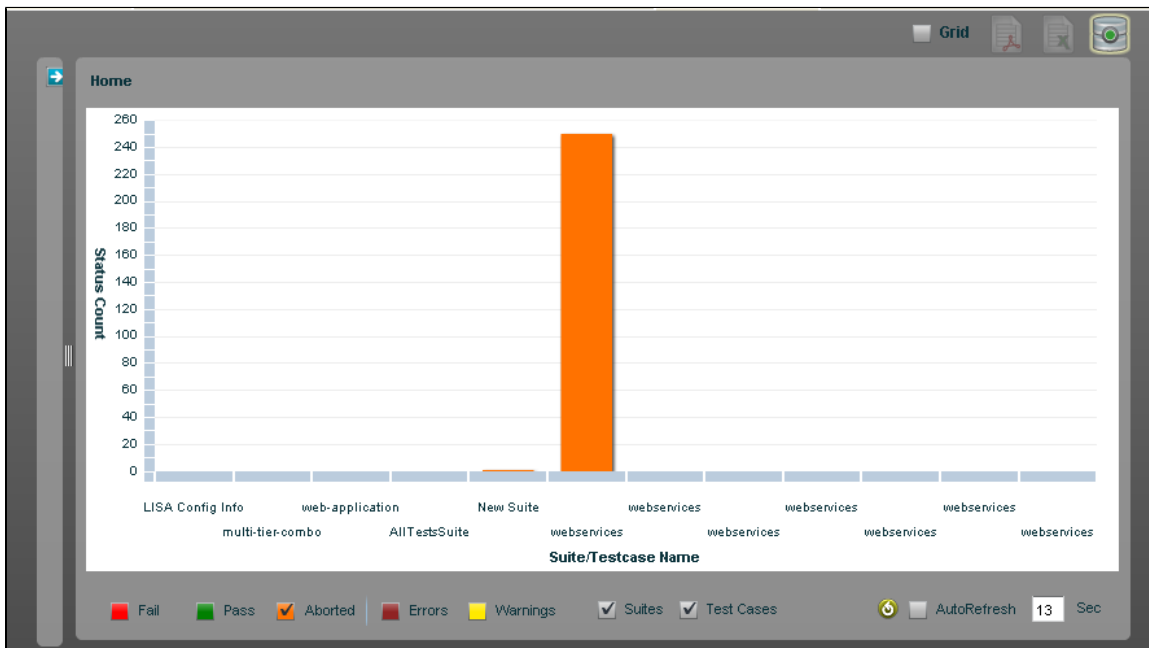 Grid
Home
260
240
220
200
180
160
140
120
100
80
60
40
20
0
Status Count
LISA Config Info web-application New Suite webservices webservices webservices
multi-tier-combo AllTestsSuite webservices webservices webservices webservices
Suite/Testcase Name
Fail Pass Aborted Errors Warnings Suites Test Cases AutoRefresh 13 Sec